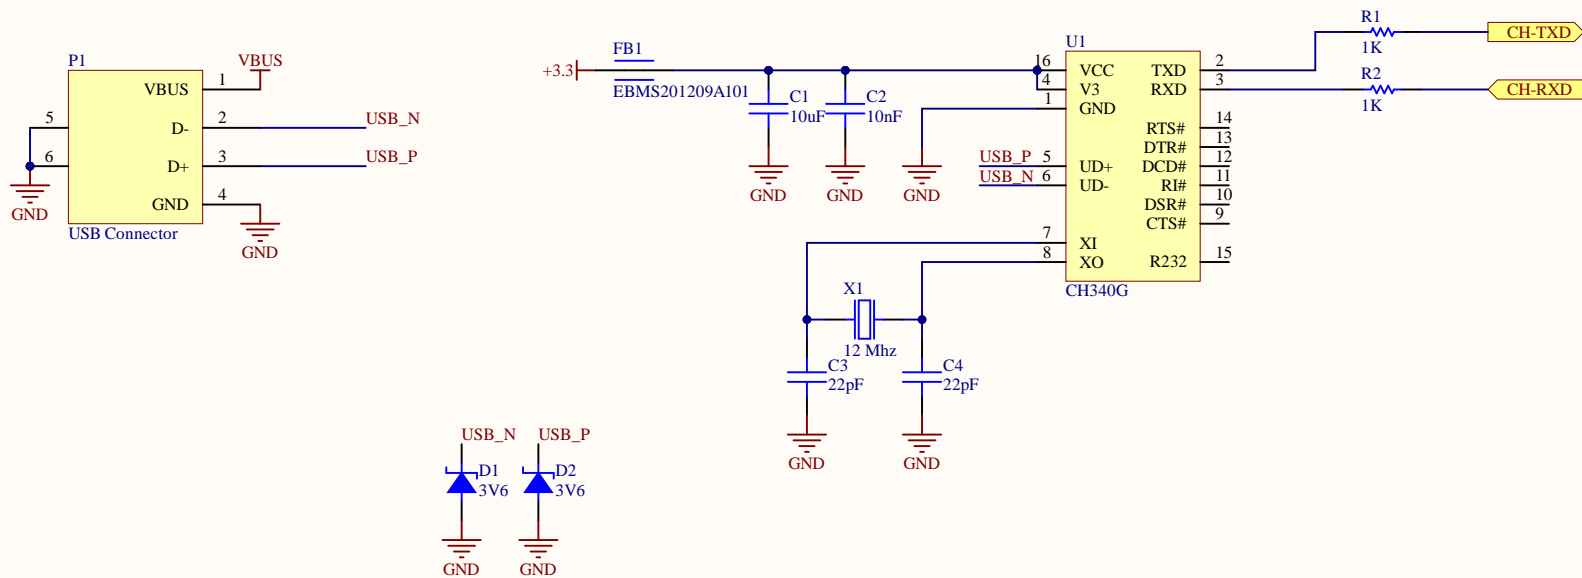 P1
VBUS
VBUS
1
D-
2
USB_N
5
D+
3
USB_P
6
GND
4
GND
USB Connector
GND
FB1
+3.3
EBMS201209A101
C1
10uF
GND
C2
10nF
GND
GND
U1
16
VCC
4
V3
1
GND
USB_P
5
UD+
USB_N
6
UD-
7
XI
8
XO
TXD
2
RXD
3
RTS#
14
DTR#
13
DCD#
12
RI#
11
DSR#
10
CTS#
9
R232
15
CH340G
R1
1K
CH-TXD
R2
1K
CH-RXD
X1
12 Mhz
C3
22pF
GND
C4
22pF
GND
USB_N
D1
3V6
GND
USB_P
D2
3V6
GND